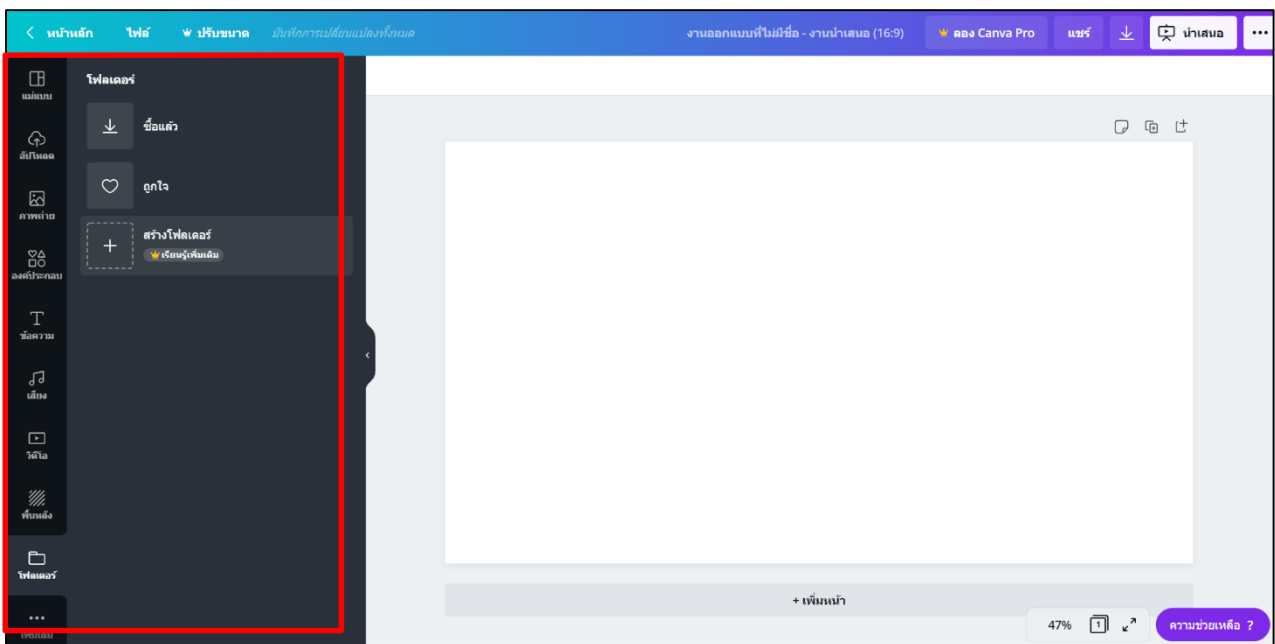 หน้าหลัก ไฟล์ ปรับขนาด บันทึกการเปลี่ยนแปลงทั้งหมด งานออกแบบที่ไม่มีชื่อ - งานนำเสนอ (16:9) ลอง Canva Pro แชร์ นำเสนอ
แม่แบบ
อัปโหลด
ภาพถ่าย
องค์ประกอบ
ข้อความ
เสียง
วิดีโอ
พื้นหลัง
โฟลเดอร์
เพิ่มเติม
โฟลเดอร์
ซื้อแล้ว
ถูกใจ
สร้างโฟลเดอร์
เรียนรู้เพิ่มเติม
+ เพิ่มหน้า
47% 1 ความช่วยเหลือ ?